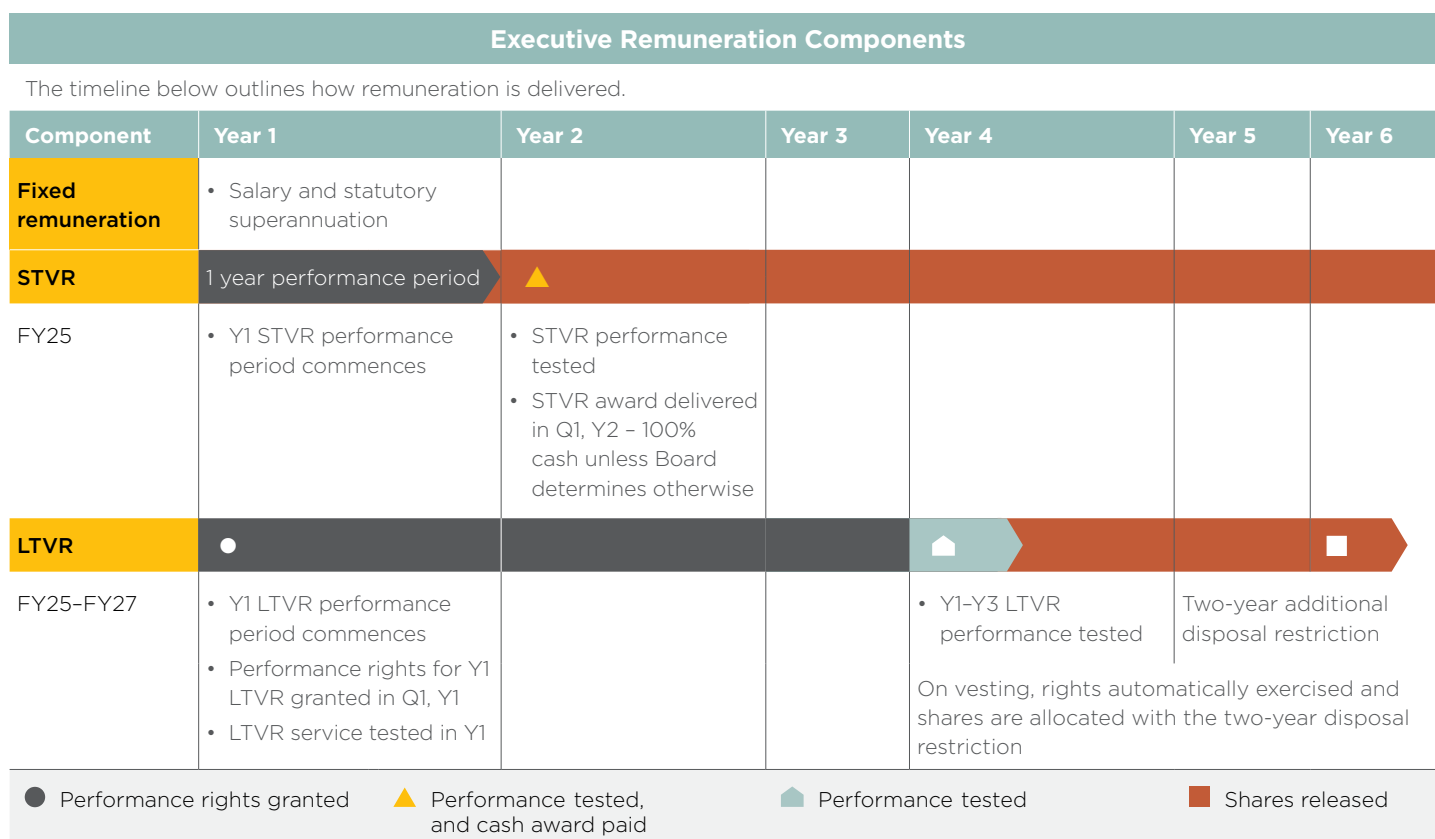 Executive Remuneration Components
The timeline below outlines how remuneration is delivered.
Component
Year 1
Year 2
Year 3
Year 4
Year 5
Year 6
Fixed
remuneration
• Salary and statutory
superannuation
STVR
1 year performance period
FY25
• Y1 STVR performance
period commences
• STVR performance
tested
• STVR award delivered
in Q1, Y2 – 100%
cash unless Board
determines otherwise
LTVR
FY25–FY27
• Y1 LTVR performance
period commences
• Performance rights for Y1
LTVR granted in Q1, Y1
• LTVR service tested in Y1
• Y1–Y3 LTVR
performance tested
Two-year additional
disposal restriction
On vesting, rights automatically exercised and
shares are allocated with the two-year disposal
restriction
Performance rights granted
Performance tested,
and cash award paid
Performance tested
Shares released